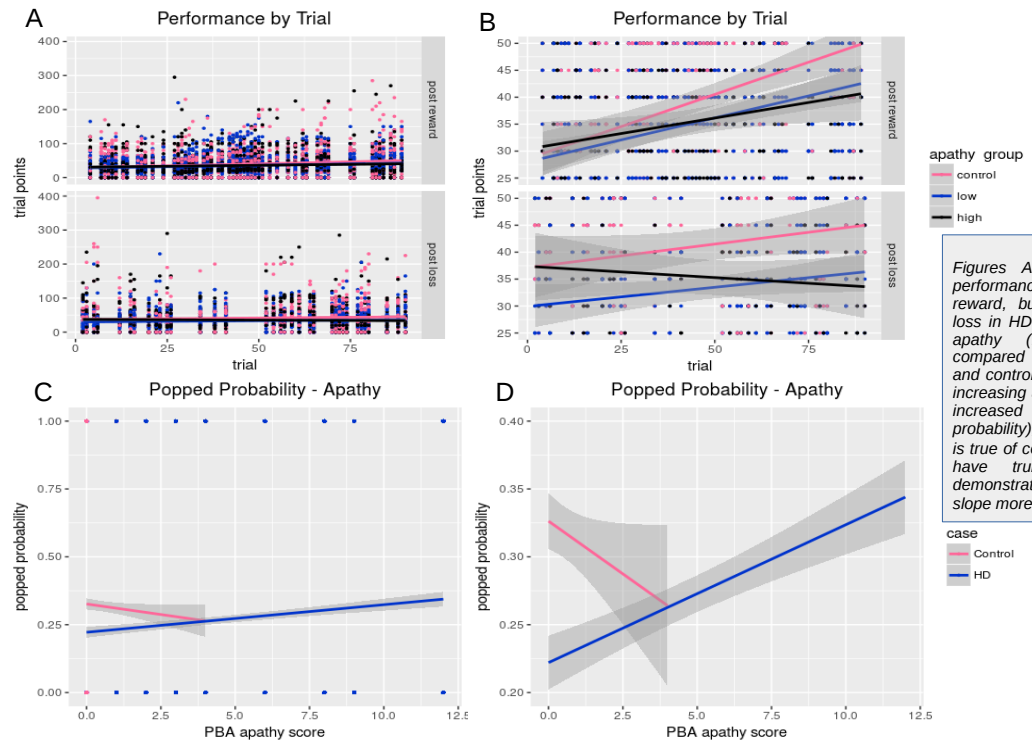 A
Performance by Trial
400
300
200
100
0
post reward
400
300
200
100
0
post loss
trial points
0
25
50
75
trial
B
Performance by Trial
50
45
40
35
30
25
post reward
50
45
40
35
30
25
post loss
trial points
0
25
50
75
trial
apathy_group
control
low
high
Figures A
performanc
reward, bu
loss in HD
apathy (
compared
and control
increasing
increased
probability)
is true of c
have tru
demonstrat
slope more
C
Popped Probability - Apathy
1.00
0.75
0.50
0.25
0.00
popped probability
0.0
2.5
5.0
7.5
10.0
12.5
PBA apathy score
D
Popped Probability - Apathy
0.40
0.35
0.30
0.25
0.20
popped probability
0.0
2.5
5.0
7.5
10.0
12.5
PBA apathy score
case
Control
HD